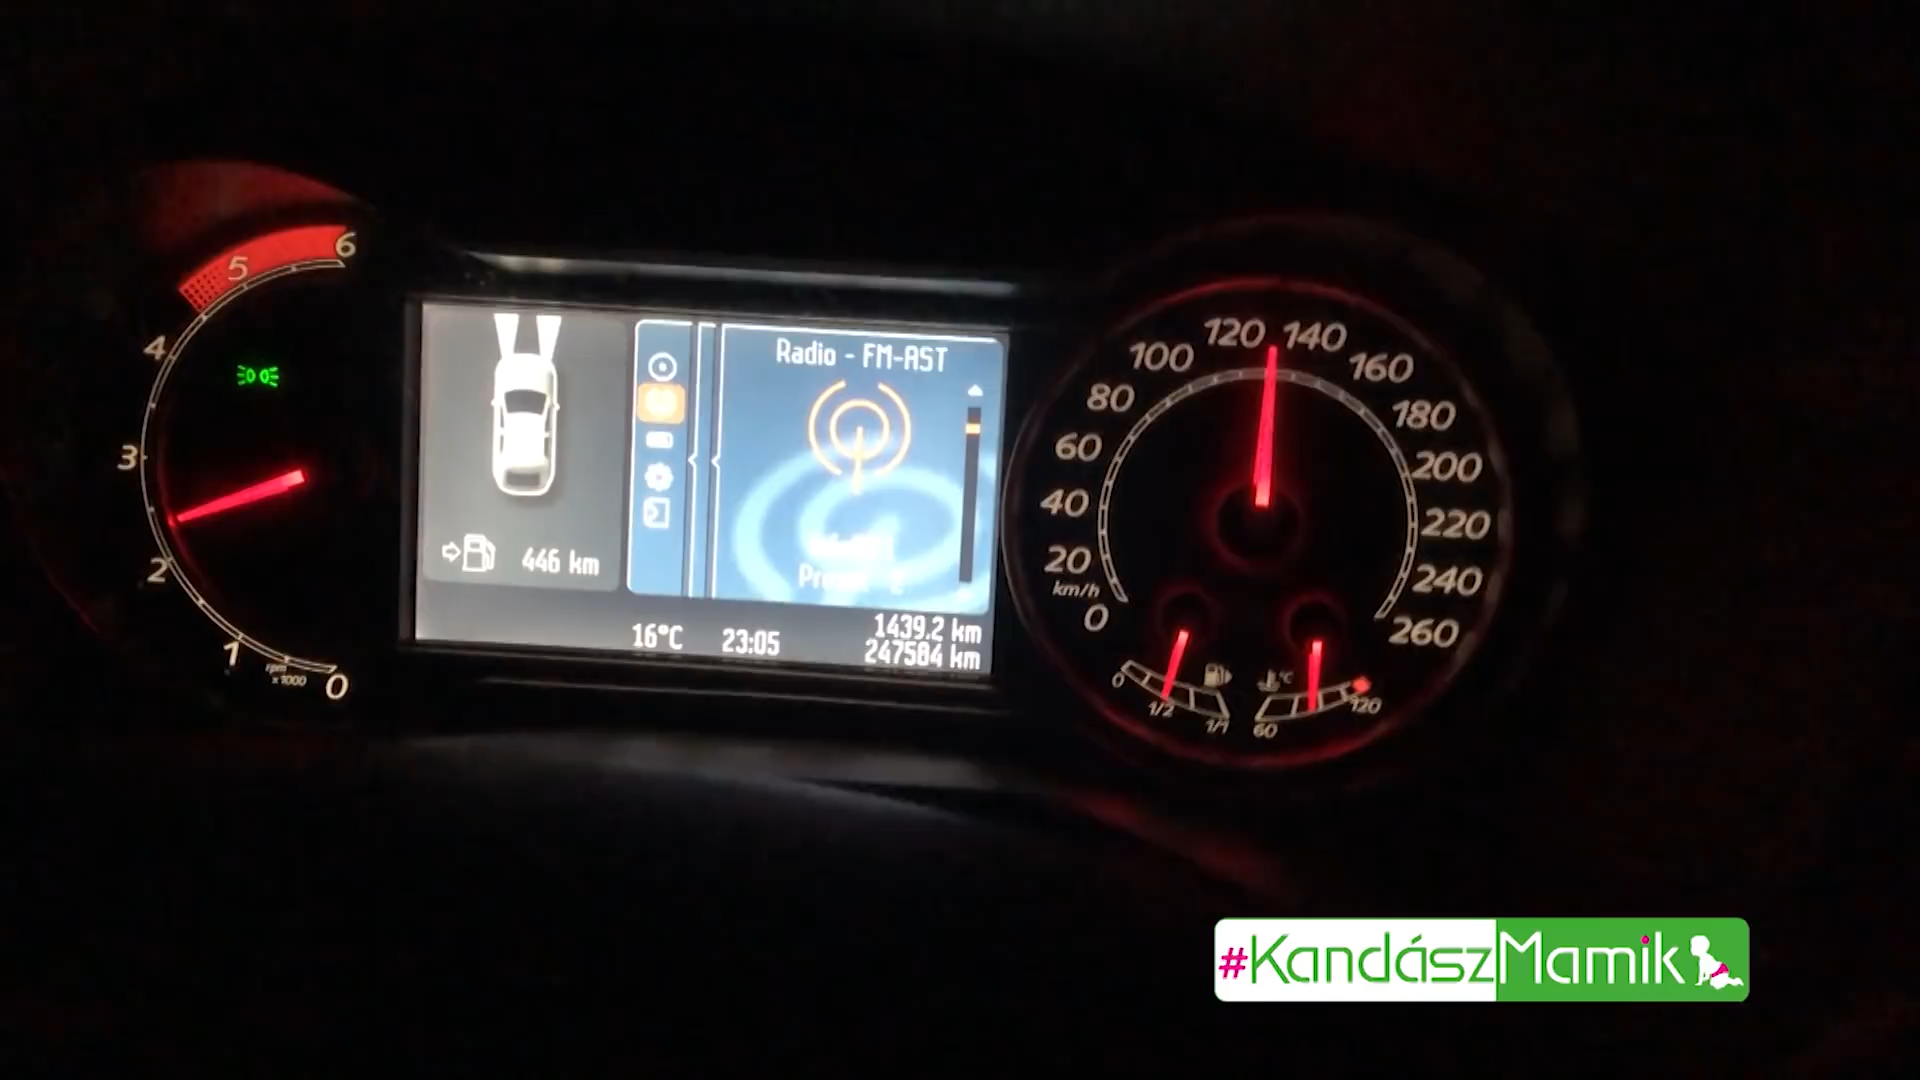 6
5
4
3
2
1
0
rpm
x1000
Radio - FM-AST
446 km
16°C
23:05
1439.2 km
247584 km
0
20
40
60
80
100
120
140
160
180
200
220
240
260
km/h
0
1/2
1/1
°C
60
120
#KandászMamik